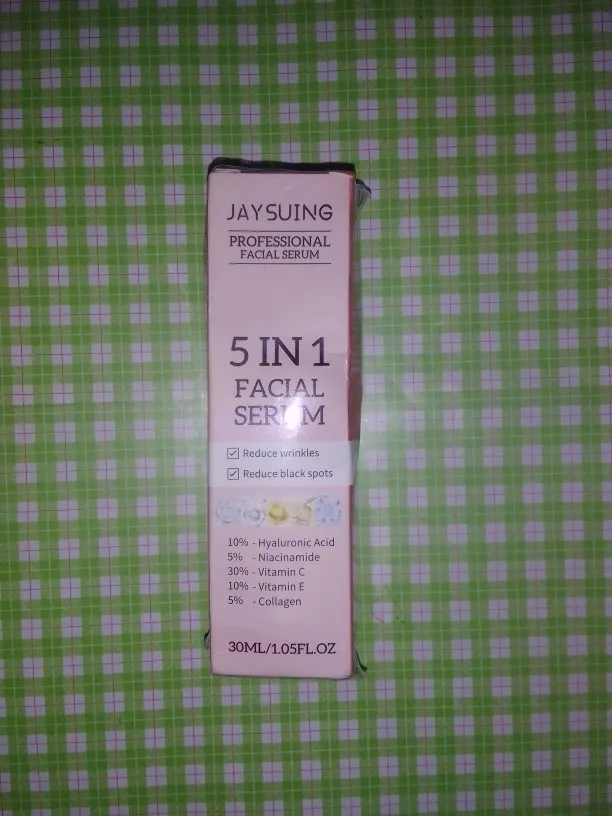 JAYSUING
PROFESSIONAL
FACIAL SERUM
5 IN 1
FACIAL
SERUM
Reduce wrinkles
Reduce black spots
10% - Hyaluronic Acid
5% - Niacinamide
30% - Vitamin C
10% - Vitamin E
5% - Collagen
30ML/1.05FL.OZ